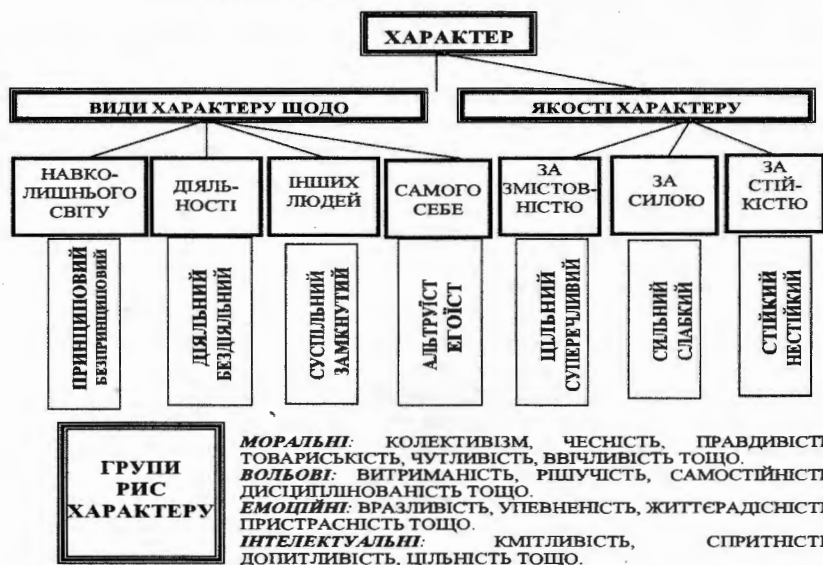 ХАРАКТЕР
ВИДИ ХАРАКТЕРУ ЩОДО
ЯКОСТІ ХАРАКТЕРУ
НАВКО-
ЛИШНЬОГО
СВІТУ
ДІЯЛЬ-
НОСТІ
ІНШИХ
ЛЮДЕЙ
САМОГО
СЕБЕ
ЗА
ЗМІСТОВ-
НІСТЮ
ЗА
СИЛОЮ
ЗА
СТІЙ-
КІСТЮ
ПРИНЦИПОВИЙ
БЕЗПРИНЦИПОВИЙ
ДІЯЛЬНИЙ
БЕЗДІЯЛЬНИЙ
СУСПІЛЬНИЙ
ЗАМКНУТИЙ
АЛЬТРУЇСТ
ЕГОЇСТ
ЦІЛЬНИЙ
СУПЕРЕЧЛИВИЙ
СИЛЬНИЙ
СЛАБКИЙ
СТІЙКИЙ
НЕСТІЙКИЙ
ГРУПИ
РИС
ХАРАКТЕРУ
МОРАЛЬНІ: КОЛЕКТИВІЗМ, ЧЕСНІСТЬ, ПРАВДИВІСТЬ
ТОВАРИСЬКІСТЬ, ЧУТЛИВІСТЬ, ВВІЧЛИВІСТЬ ТОЩО.
ВОЛЬОВІ: ВИТРИМАНІСТЬ, РІШУЧІСТЬ, САМОСТІЙНІСТЬ
ДИСЦИПЛІНОВАНІСТЬ ТОЩО.
ЕМОЦІЙНІ: ВРАЗЛИВІСТЬ, УПЕВНЕНІСТЬ, ЖИТТЄРАДІСНІСТЬ
ПРИСТРАСНІСТЬ ТОЩО.
ІНТЕЛЕКТУАЛЬНІ: КМІТЛИВІСТЬ, СПРИТНІСТЬ
ДОПИТЛИВІСТЬ, ЦІЛЬНІСТЬ ТОЩО.